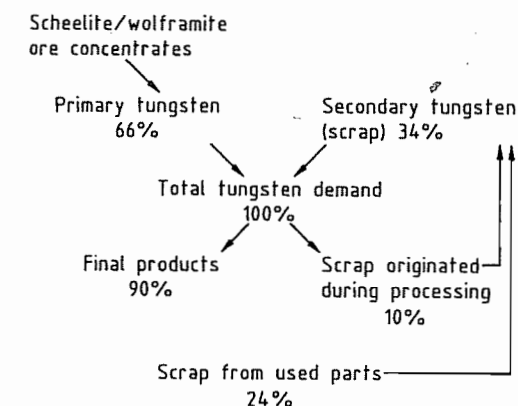 Scheelite/wolframite
ore concentrates
Primary tungsten
66%
Secondary tungsten
(scrap) 34%
Total tungsten demand
100%
Final products
90%
Scrap originated
during processing
10%
Scrap from used parts
24%